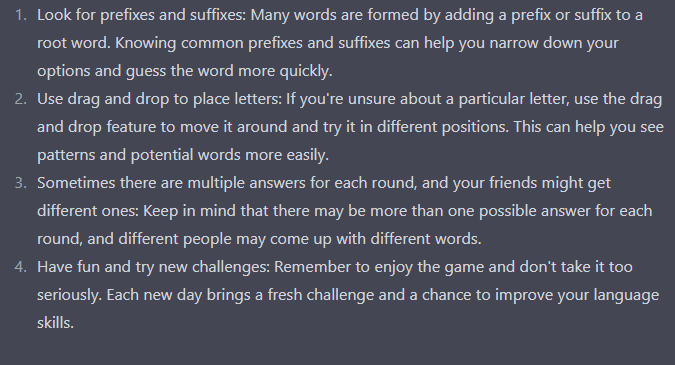 1. Look for prefixes and suffixes: Many words are formed by adding a prefix or suffix to a
root word. Knowing common prefixes and suffixes can help you narrow down your
options and guess the word more quickly.
2. Use drag and drop to place letters: If you're unsure about a particular letter, use the drag
and drop feature to move it around and try it in different positions. This can help you see
patterns and potential words more easily.
3. Sometimes there are multiple answers for each round, and your friends might get
different ones: Keep in mind that there may be more than one possible answer for each
round, and different people may come up with different words.
4. Have fun and try new challenges: Remember to enjoy the game and don't take it too
seriously. Each new day brings a fresh challenge and a chance to improve your language
skills.